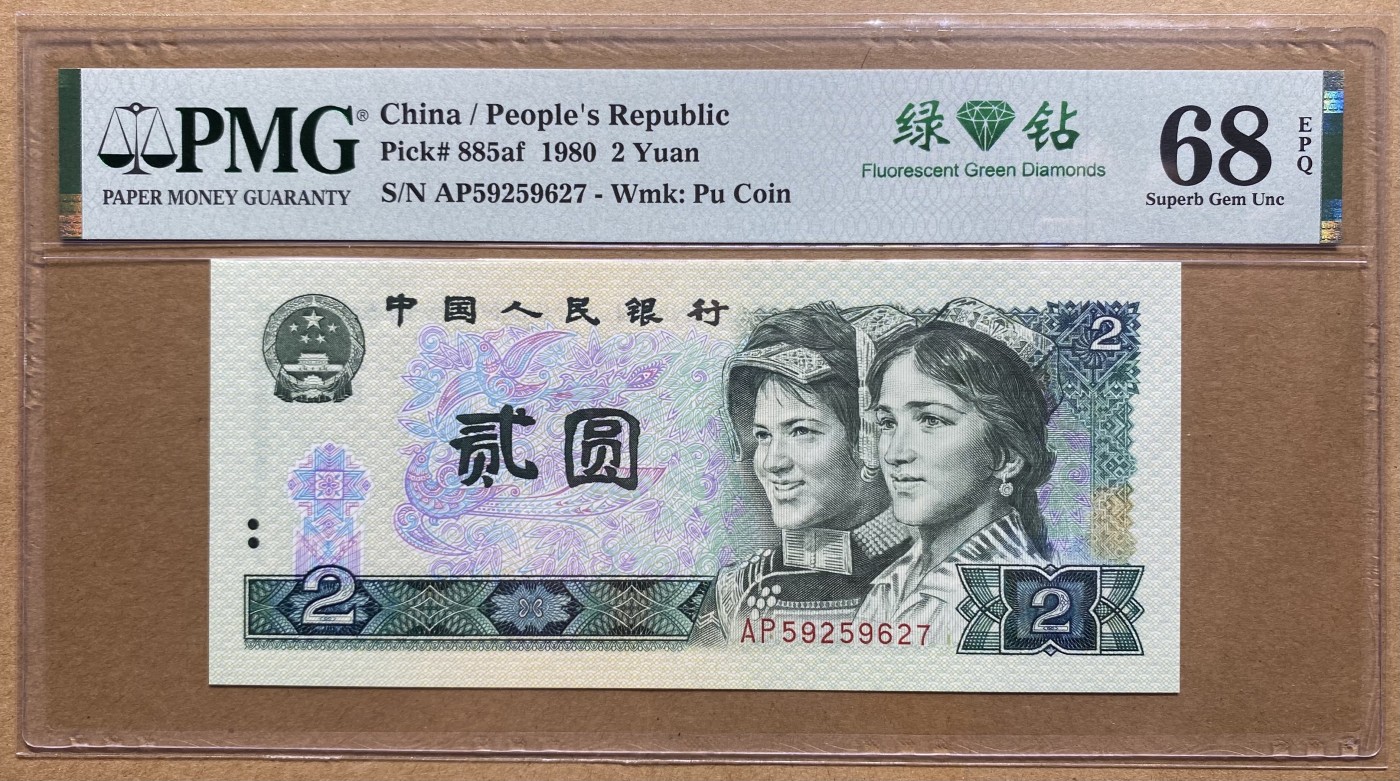 PMG®
PAPER MONEY GUARANTY
China / People's Republic
Pick# 885af 1980 2 Yuan
S/N AP59259627 - Wmk: Pu Coin
绿 钻
Fluorescent Green Diamonds
68
EPQ
Superb Gem Unc
中国人民银行
2
贰圆
2
AP59259627
2